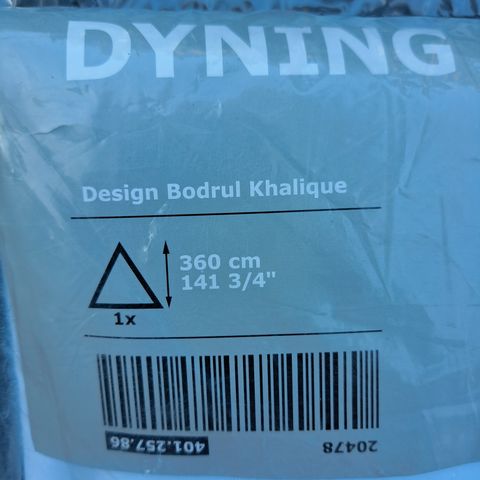 DYNING
Design Bodrul Khalique
360 cm
141 3/4"
1x
401.257.86
20478